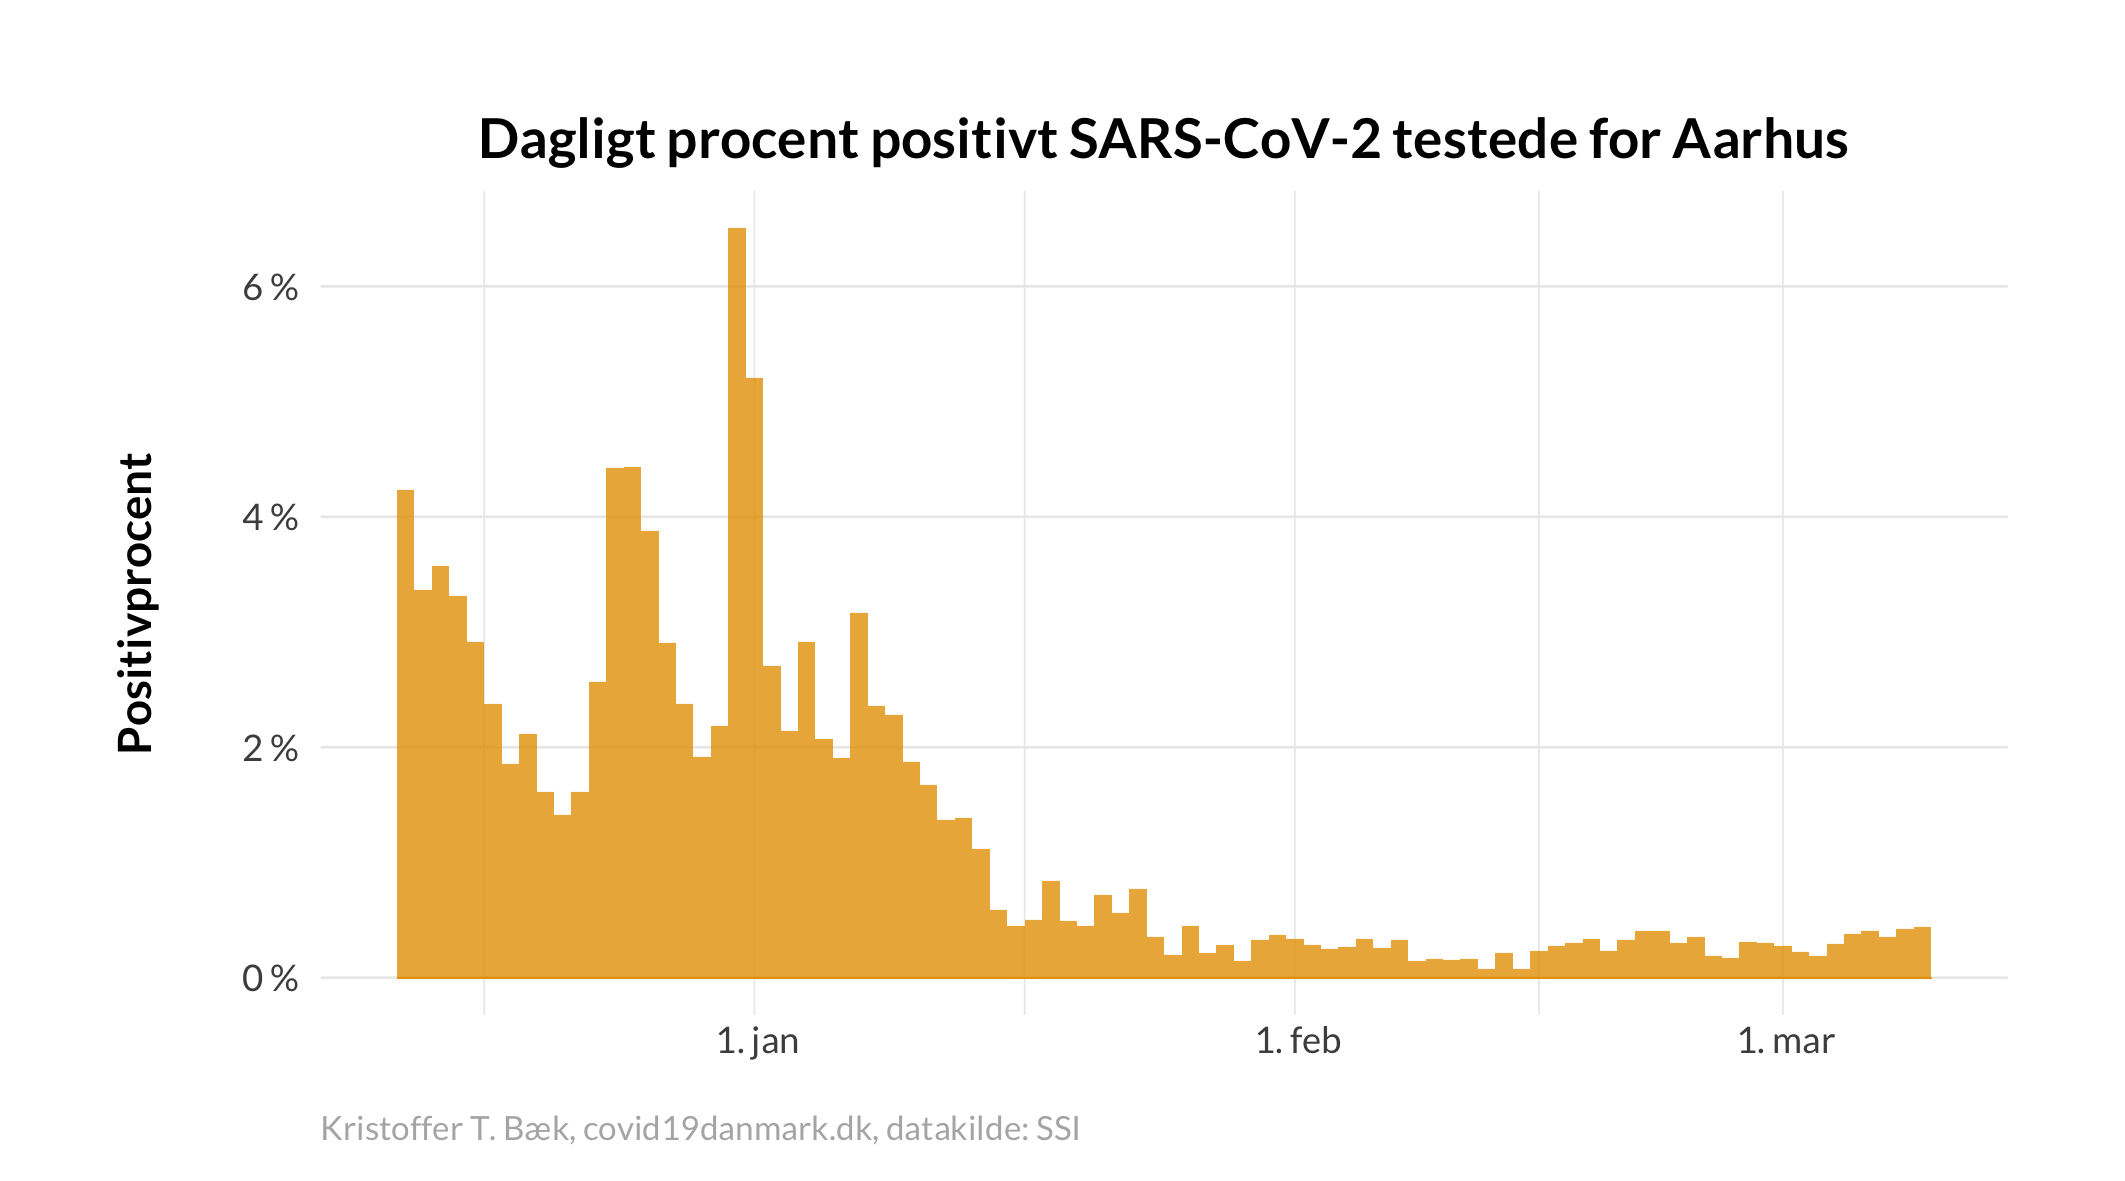 Dagligt procent positivt SARS-CoV-2 testede for Aarhus
Positivprocent
6 %
4 %
2 %
0 %
1. jan
1. feb
1. mar
Kristoffer T. Bæk, covid19danmark.dk, datakilde: SSI